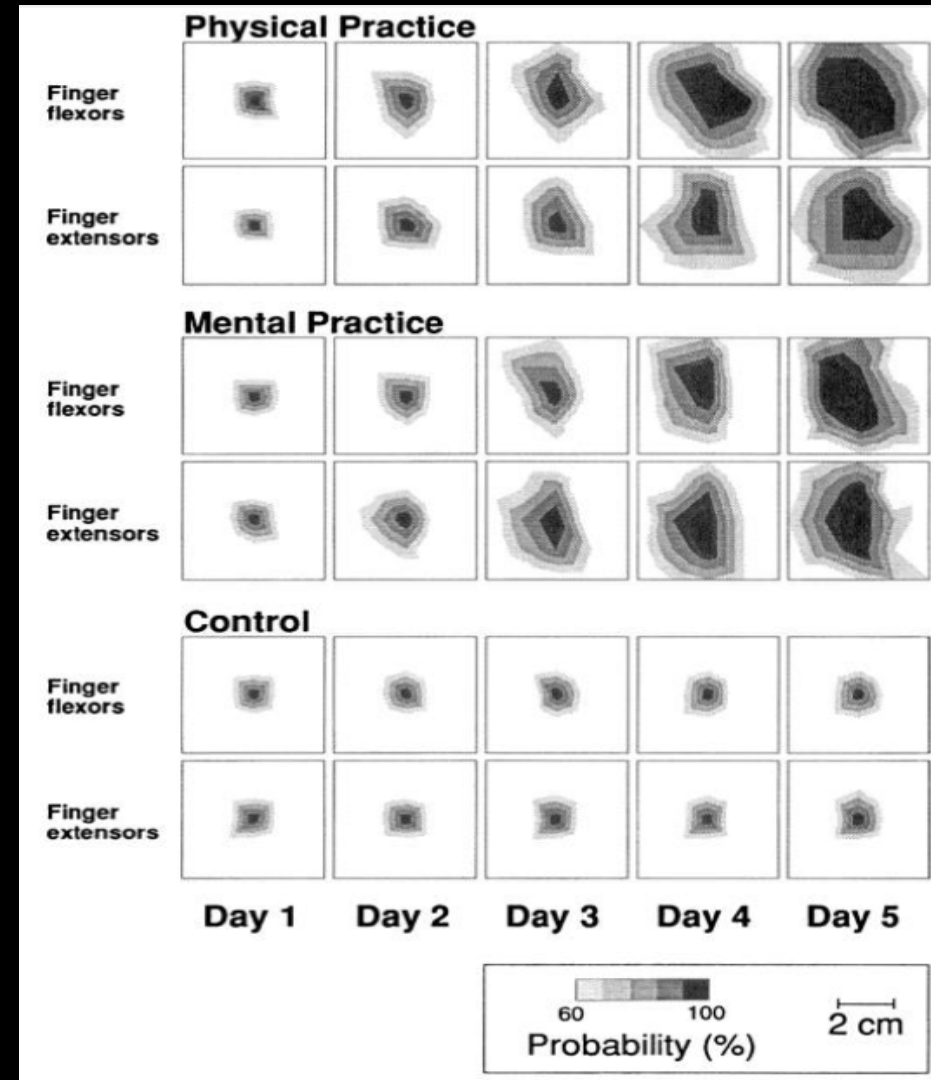 Physical Practice
Finger
flexors
Finger
extensors
Mental Practice
Finger
flexors
Finger
extensors
Control
Finger
flexors
Finger
extensors
Day 1 Day 2 Day 3 Day 4 Day 5
60 100
Probability (%)
2 cm